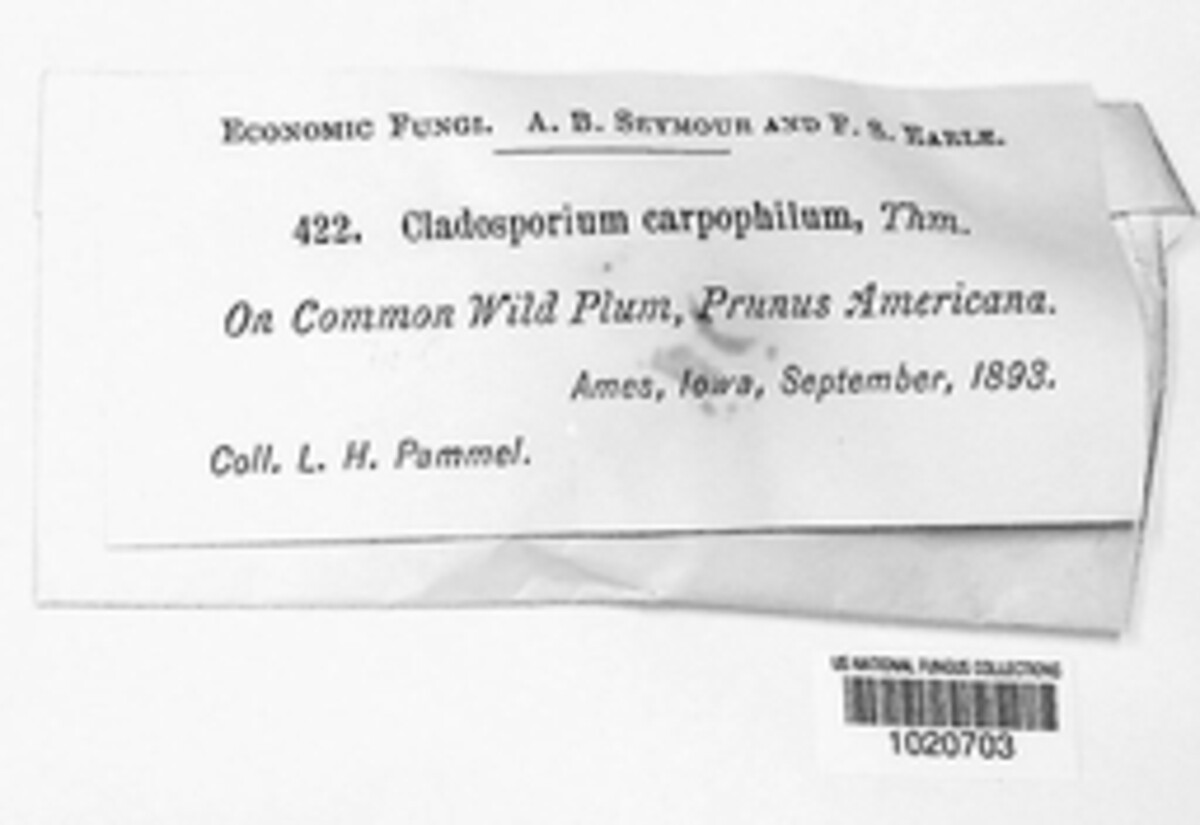 ECONOMIC FUNGI. A. B. SEYMOUR AND F. S. EARLE.
422. Cladosporium carpophilum, Thm.
On Common Wild Plum, Prunus Americana.
Ames, Iowa, September, 1893.
Coll. L. H. Pammel.
US NATIONAL FUNGUS COLLECTIONS
1020703